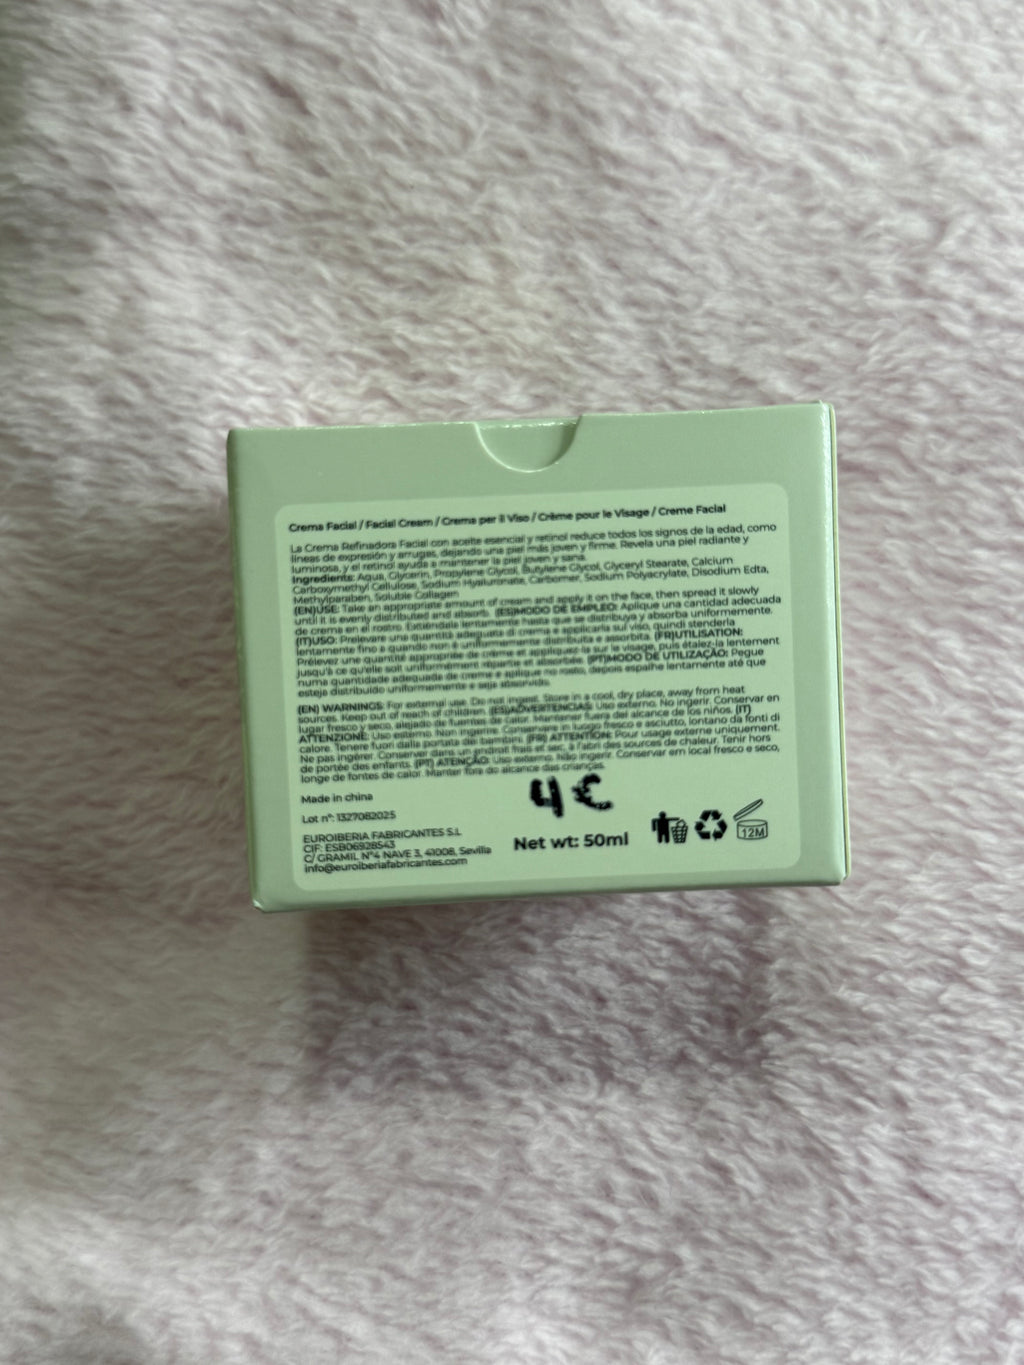 Crema Facial / Facial Cream / Crema per il Viso / Crème pour le Visage / Creme Facial
La Crema Refinadora Facial con aceite esencial y retinol reduce todos los signos de la edad, como
líneas de expresión y arrugas, dejando una piel más joven y firme. Revela una piel radiante y
luminosa, y el retinol ayuda a mantener la piel joven y sana.
Ingredients: Aqua, Glycerin, Propylene Glycol, Butylene Glycol, Glyceryl Stearate, Calcium
Carboxymethyl Cellulose, Sodium Hyaluronate, Carbomer, Sodium Polyacrylate, Disodium Edta,
Methylparaben, Soluble Collagen
(EN)USE: Take an appropriate amount of cream and apply it on the face, then spread it slowly
until it is evenly distributed and absorb. (ES)MODO DE EMPLEO: Aplique una cantidad adecuada
de crema en el rostro. Extiéndela lentamente hasta que se distribuya y absorba uniformemente.
(IT)USO: Prelevare una quantità adeguata di crema e applicarla sul viso, quindi stenderla
lentamente fino a quando non è uniformemente distribuita e assorbita. (FR)UTILISATION:
Prélevez une quantité appropriée de crème et appliquez-la sur le visage, puis étalez-la lentement
jusqu'à ce qu'elle soit uniformément répartie et absorbée. (PT)MODO DE UTILIZAÇÃO: Pegue
numa quantidade adequada de creme e aplique no rosto, depois espalhe lentamente até que
esteja distribuído uniformemente e seja absorvido.
(EN) WARNINGS: For external use. Do not ingest. Store in a cool, dry place, away from heat
sources. Keep out of reach of children. (ES)ADVERTENCIAS: Uso externo. No ingerir. Conservar en
lugar fresco y seco, alejado de fuentes de calor. Mantener fuera del alcance de los niños. (IT)
ATTENZIONE: Uso esterno. Non ingerire. Conservare in luogo fresco e asciutto, lontano da fonti di
calore. Tenere fuori dalla portata dei bambini. (FR) ATTENTION: Pour usage externe uniquement.
Ne pas ingérer. Conserver dans un endroit frais et sec, à l'abri des sources de chaleur. Tenir hors
de portée des enfants. (PT) ATENÇÃO: Uso externo. Não ingerir. Conservar em local fresco e seco,
longe de fontes de calor. Manter fora do alcance das crianças.
4€
Made in china
Lot nº: 1327082025
EUROIBERIA FABRICANTES S.L
CIF: ESB06928543
C/ GRAMIL Nº4 NAVE 3, 41008, Sevilla
info@euroiberiafabricantes.com
Net wt: 50ml
12M